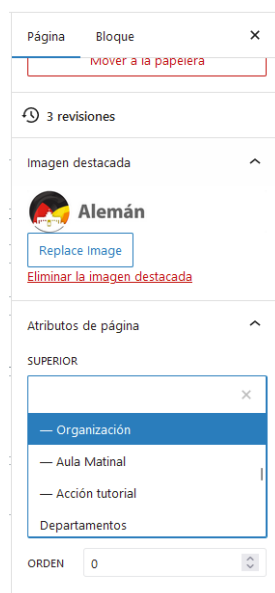 Página Bloque
Mover a la papelera
3 revisiones
Imagen destacada
Alemán
Replace Image
Eliminar la imagen destacada
Atributos de página
SUPERIOR
— Organización
— Aula Matinal
— Acción tutorial
Departamentos
ORDEN 0